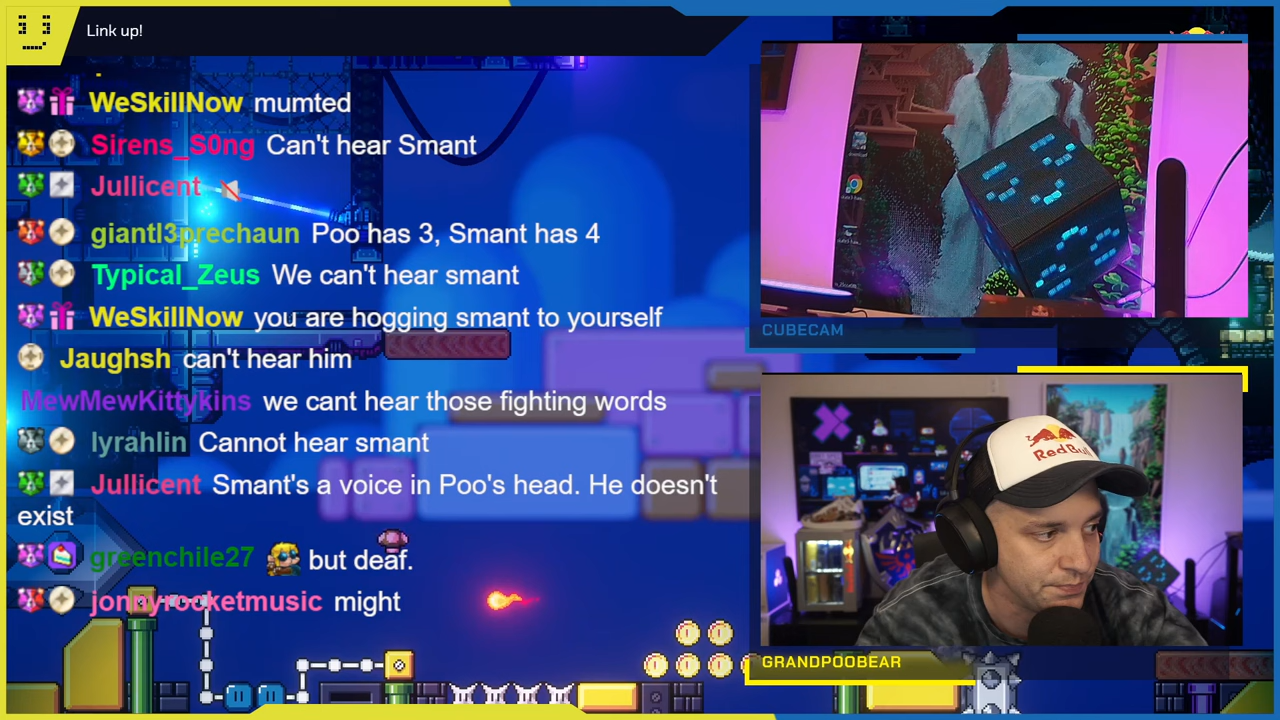 Link up!
WeSkillNow mumted
Sirens_S0ng Can't hear Smant
Jullicent
giantl3prechaun Poo has 3, Smant has 4
Typical_Zeus We can't hear smant
WeSkillNow you are hogging smant to yourself
Jaughsh can't hear him
MewMewKittykins we cant hear those fighting words
lyrahlin Cannot hear smant
Jullicent Smant's a voice in Poo's head. He doesn't
exist
greenchile27 but deaf.
jonnyrocketmusic might
CUBECAM
Red Bull
GRANDPOOBEAR